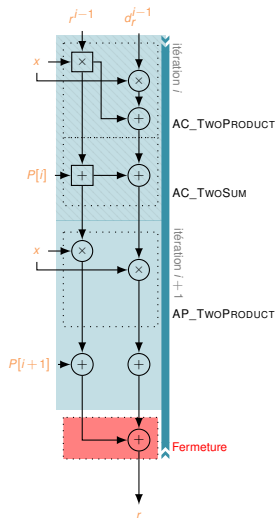 r^{i−1} d_r^{i−1}
x
×
x
×
+
itération i
AC_TWOPRODUCT
P[i]
+
+
AC_TWOSUM
x
×
x
×
itération i + 1
AP_TWOPRODUCT
P[i+1]
+
+
+
Fermeture
r